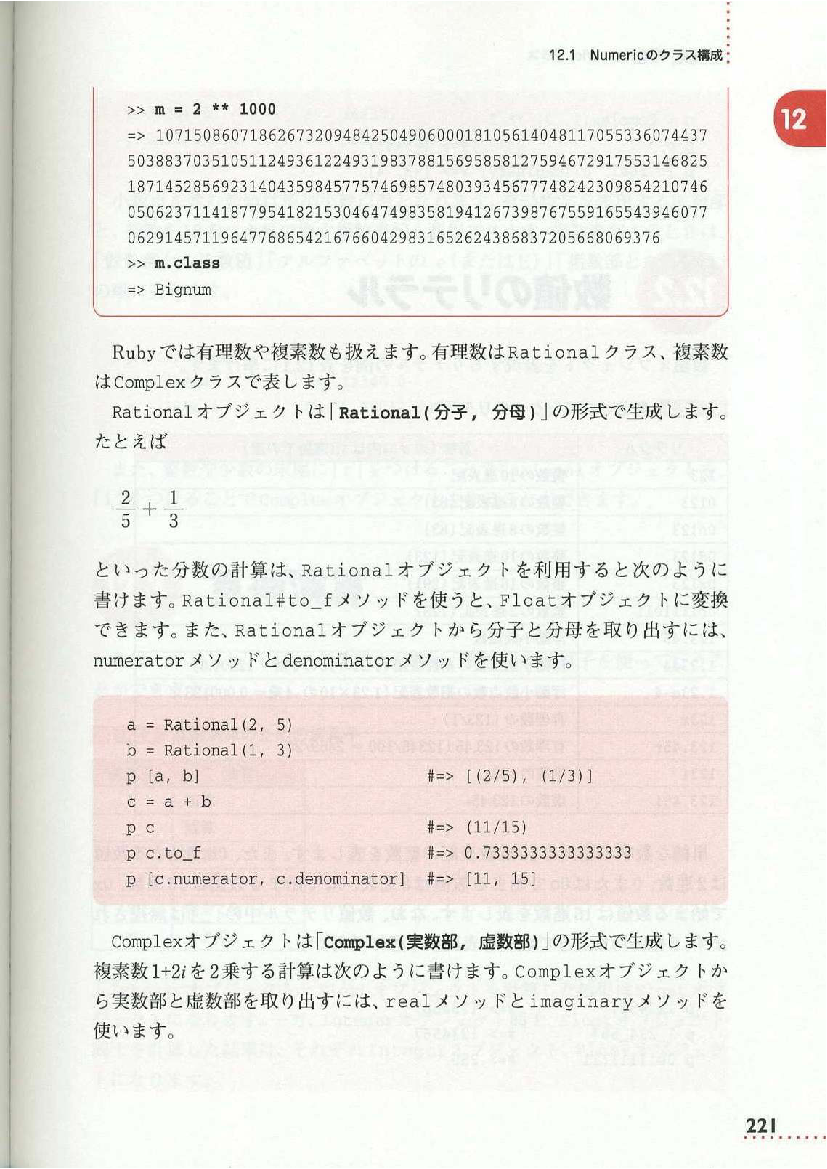 12.1 Numericのクラス構成
12
>> m = 2 ** 1000
=> 10715086071862673209484250490600018105614048117055336074437
50388370351051124936122493198378815695858127594672917553146825
18714528569231404359845775746985748039345677748242309854210746
05062371141877954182153046474983581941267398767559165543946077
062914571196477686542167660429831652624386837205668069376
>> m.class
=> Bignum
Rubyでは有理数や複素数も扱えます。有理数はRationalクラス、複素数
はComplexクラスで表します。
Rationalオブジェクトは「Rational(分子, 分母)」の形式で生成します。
たとえば
2/5 + 1/3
といった分数の計算は、Rationalオブジェクトを利用すると次のように
書けます。Rational#to_fメソッドを使うと、Floatオブジェクトに変換
できます。また、Rationalオブジェクトから分子と分母を取り出すには、
numeratorメソッドとdenominatorメソッドを使います。
a = Rational(2, 5)
b = Rational(1, 3)
p [a, b] #=> [(2/5), (1/3)]
c = a + b
p c #=> (11/15)
p c.to_f #=> 0.7333333333333333
p [c.numerator, c.denominator] #=> [11, 15]
Complexオブジェクトは「Complex(実数部, 虚数部)」の形式で生成します。
複素数1+2iを2乗する計算は次のように書けます。Complexオブジェクトか
ら実数部と虚数部を取り出すには、realメソッドとimaginaryメソッドを
使います。
221